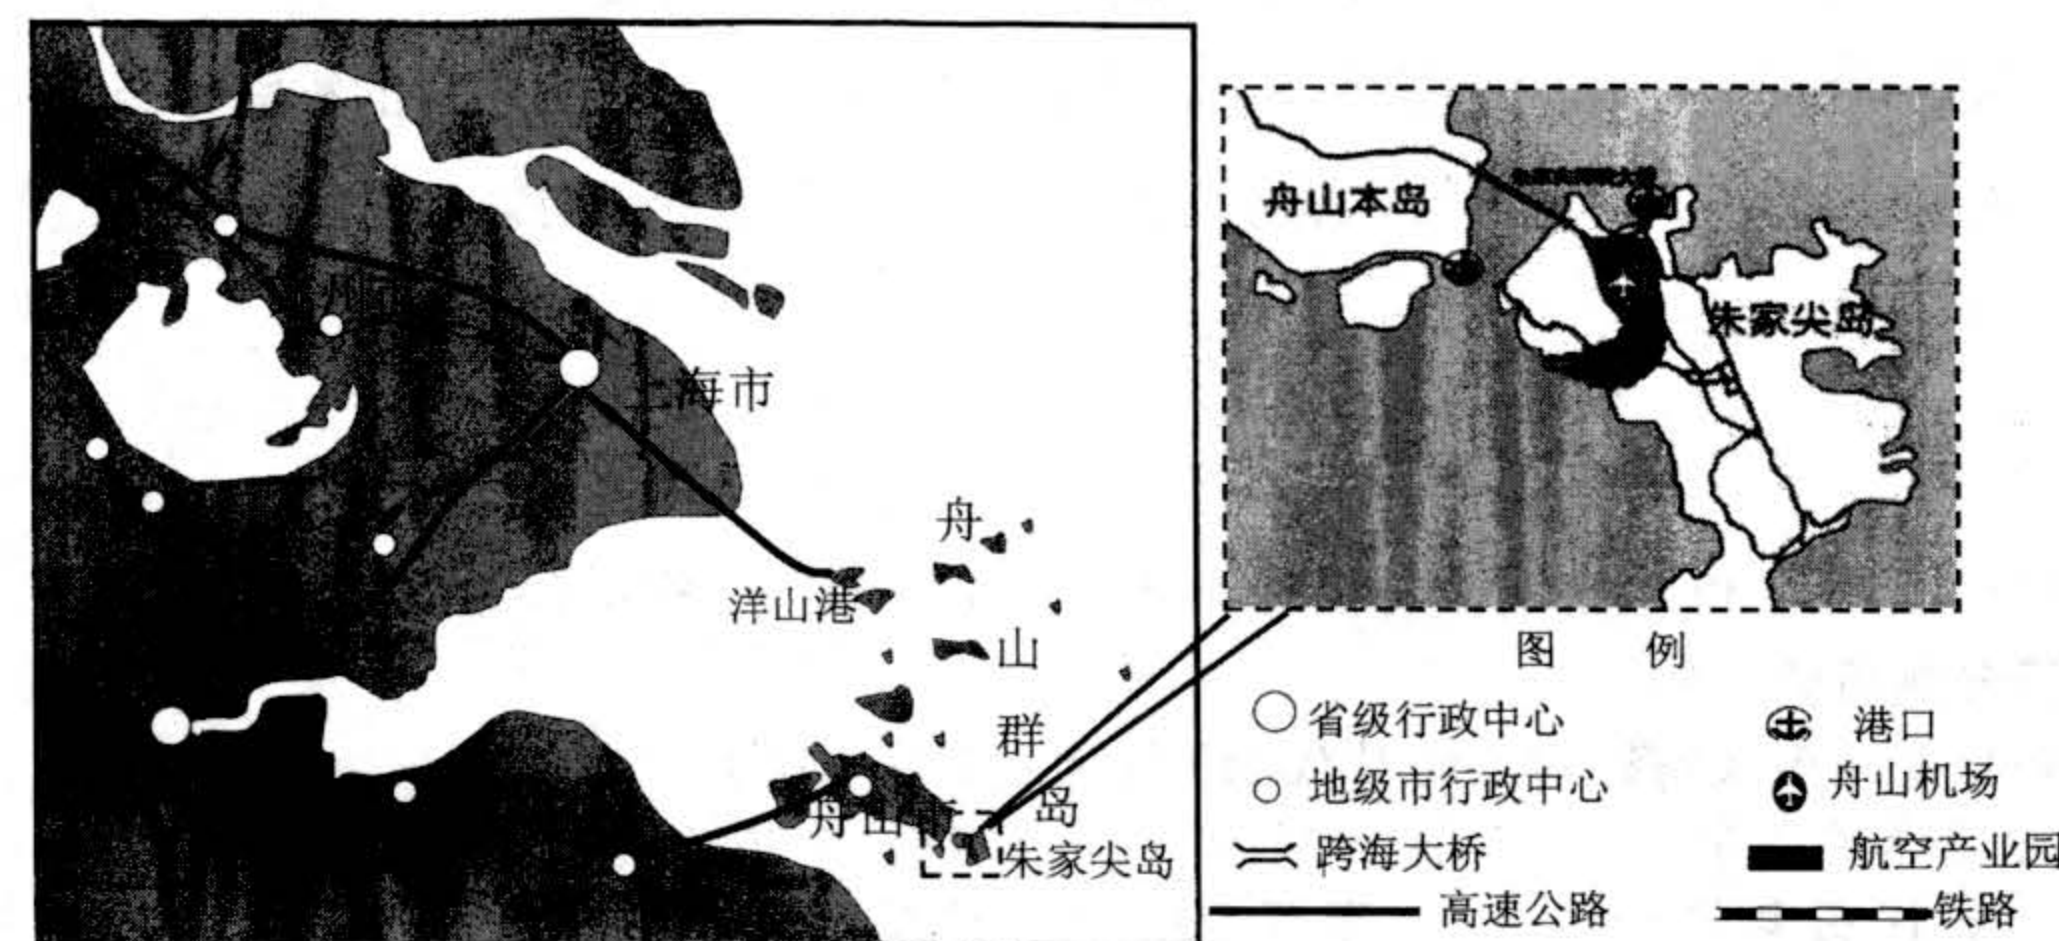 上海市
舟
山
群
岛
洋山港
舟山市
朱家尖岛
舟山本岛
朱家尖岛
图 例
省级行政中心
港口
地级市行政中心
舟山机场
跨海大桥
航空产业园
高速公路
铁路